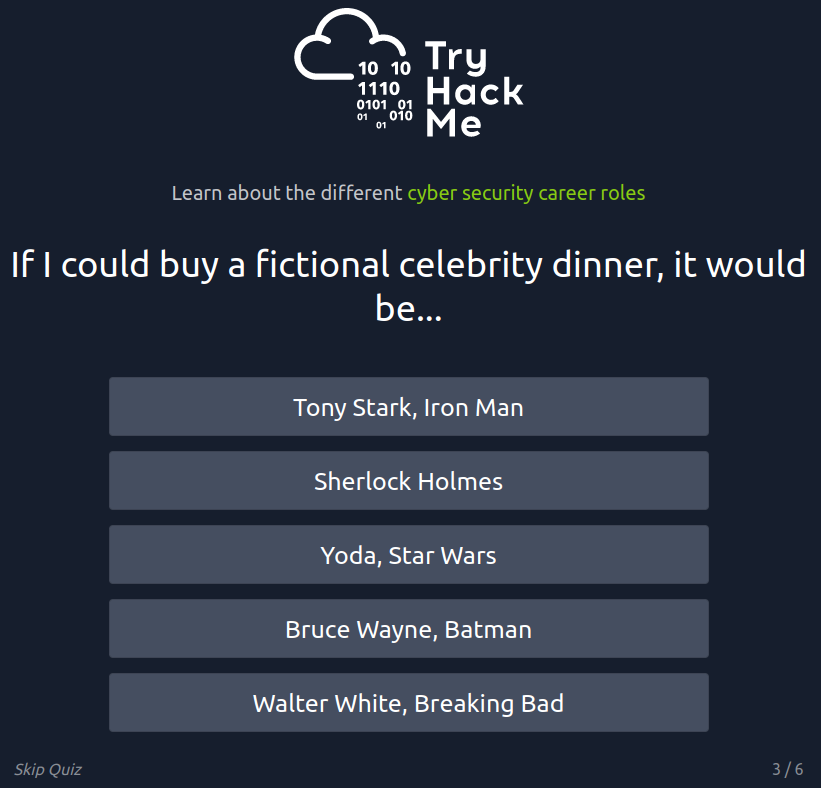 10 10
1110
0101 01
01 010
01
Try
Hack
Me
Learn about the different cyber security career roles
If I could buy a fictional celebrity dinner, it would
be...
Tony Stark, Iron Man
Sherlock Holmes
Yoda, Star Wars
Bruce Wayne, Batman
Walter White, Breaking Bad
Skip Quiz
3 / 6